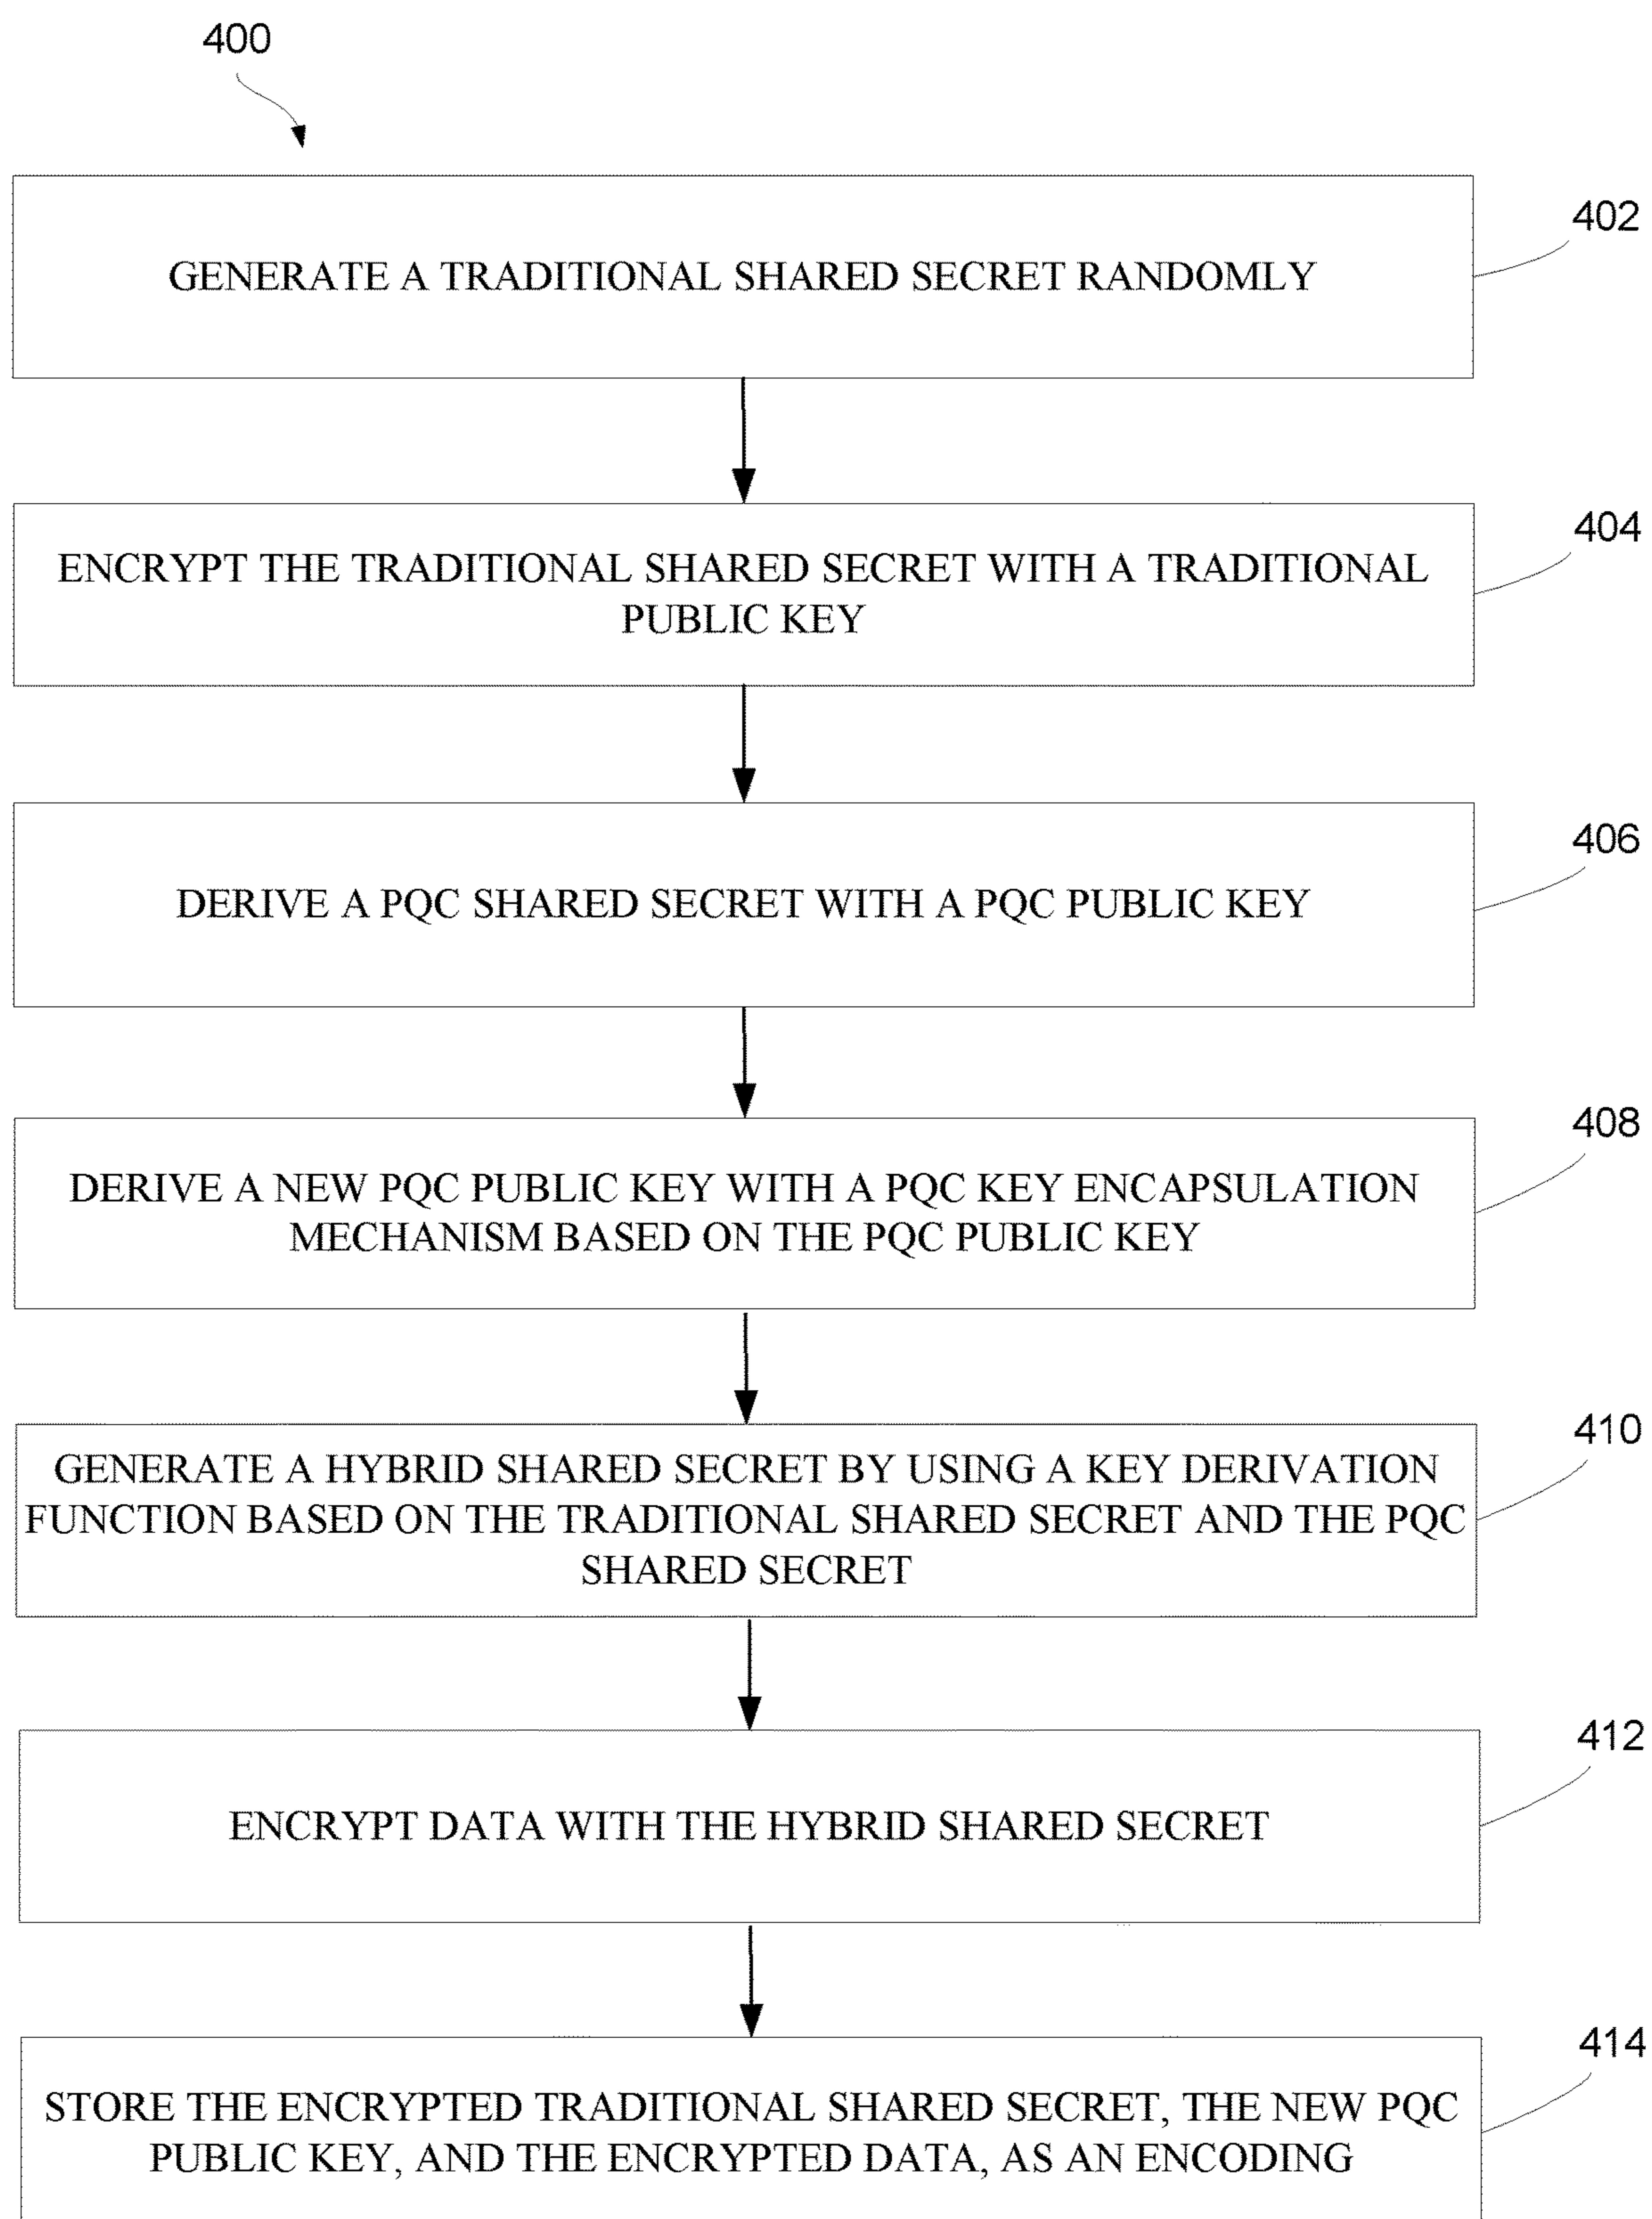 400
402
GENERATE A TRADITIONAL SHARED SECRET RANDOMLY
404
ENCRYPT THE TRADITIONAL SHARED SECRET WITH A TRADITIONAL
PUBLIC KEY
406
DERIVE A PQC SHARED SECRET WITH A PQC PUBLIC KEY
408
DERIVE A NEW PQC PUBLIC KEY WITH A PQC KEY ENCAPSULATION
MECHANISM BASED ON THE PQC PUBLIC KEY
410
GENERATE A HYBRID SHARED SECRET BY USING A KEY DERIVATION
FUNCTION BASED ON THE TRADITIONAL SHARED SECRET AND THE PQC
SHARED SECRET
412
ENCRYPT DATA WITH THE HYBRID SHARED SECRET
414
STORE THE ENCRYPTED TRADITIONAL SHARED SECRET, THE NEW PQC
PUBLIC KEY, AND THE ENCRYPTED DATA, AS AN ENCODING